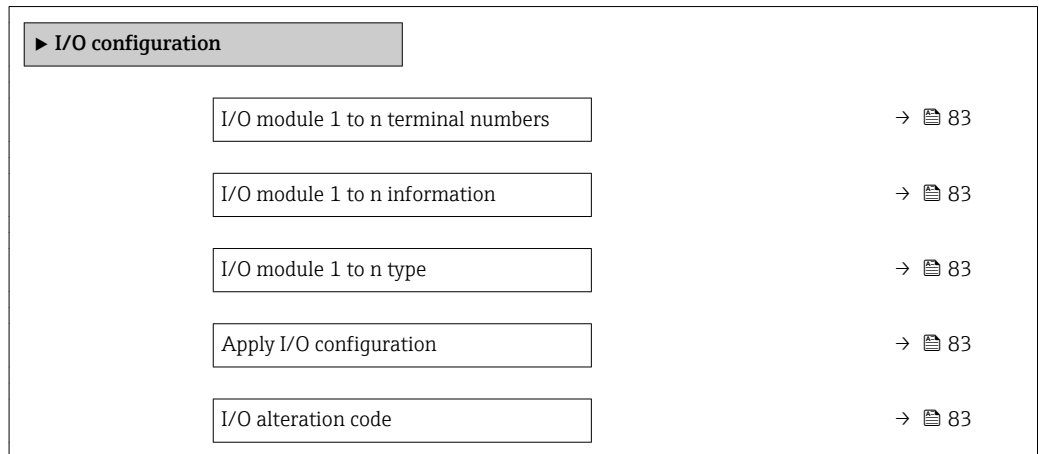 ► I/O configuration
I/O module 1 to n terminal numbers → 83
I/O module 1 to n information → 83
I/O module 1 to n type → 83
Apply I/O configuration → 83
I/O alteration code → 83